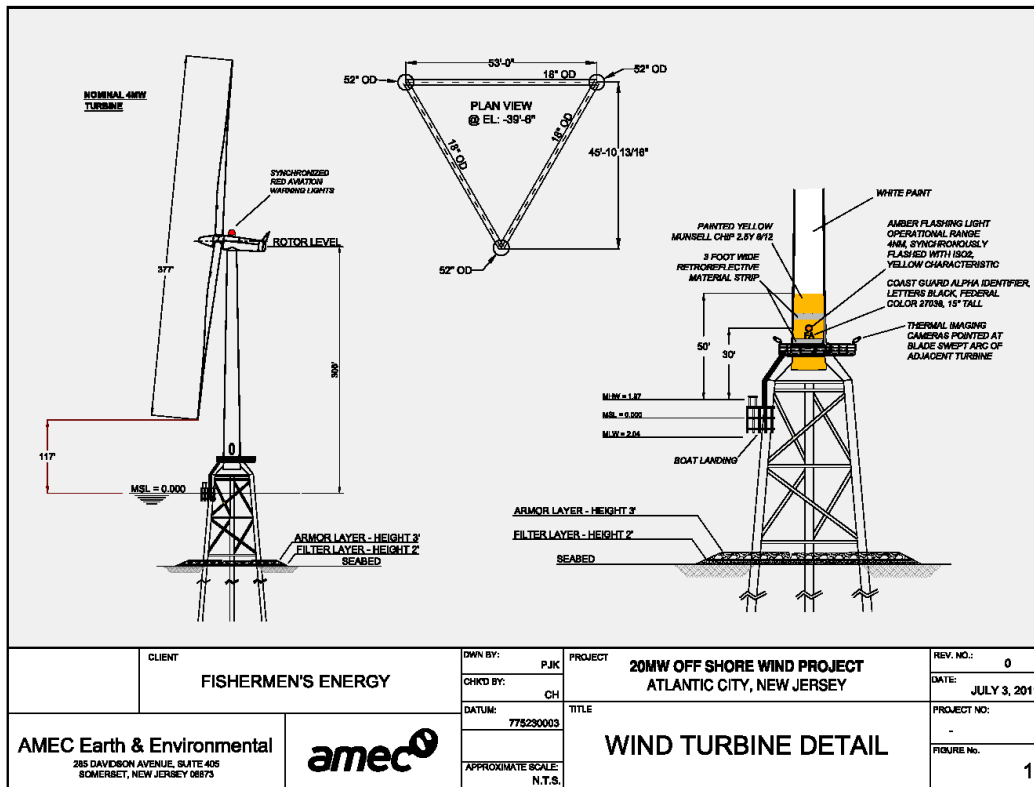 NOMINAL 4MW
TURBINE
SYNCHRONIZED
RED AVIATION
WARNING LIGHTS
ROTOR LEVEL
377'
117'
MSL = 0.000
ARMOR LAYER - HEIGHT 3'
FILTER LAYER - HEIGHT 2'
SEABED
53'-0"
52" OD
18" OD
52" OD
PLAN VIEW
@ EL: -39'-6"
18" OD
18" OD
45'-10 13/16"
52" OD
WHITE PAINT
PAINTED YELLOW
MUNSELL CHIP 2.5Y 8/12
3 FOOT WIDE
RETROREFLECTIVE
MATERIAL STRIP
AMBER FLASHING LIGHT
OPERATIONAL RANGE
4NM, SYNCHRONOUSLY
FLASHED WITH ISO2,
YELLOW CHARACTERISTIC
COAST GUARD ALPHA IDENTIFIER,
LETTERS BLACK, FEDERAL
COLOR 27038, 15" TALL
THERMAL IMAGING
CAMERAS POINTED AT
BLADE SWEPT ARC OF
ADJACENT TURBINE
50'
30'
MHW = 1.87
MSL = 0.000
MLW = 2.04
BOAT LANDING
ARMOR LAYER - HEIGHT 3'
FILTER LAYER - HEIGHT 2'
SEABED
CLIENT
FISHERMEN'S ENERGY
DWN BY:
PJK
CHK'D BY:
CH
DATUM:
775230003
APPROXIMATE SCALE:
N.T.S.
PROJECT
20MW OFF SHORE WIND PROJECT
ATLANTIC CITY, NEW JERSEY
TITLE
WIND TURBINE DETAIL
REV. NO.:
0
DATE:
JULY 3, 201
PROJECT NO:
-
FIGURE No.
1
AMEC Earth & Environmental
285 DAVIDSON AVENUE, SUITE 405
SOMERSET, NEW JERSEY 08873
amec